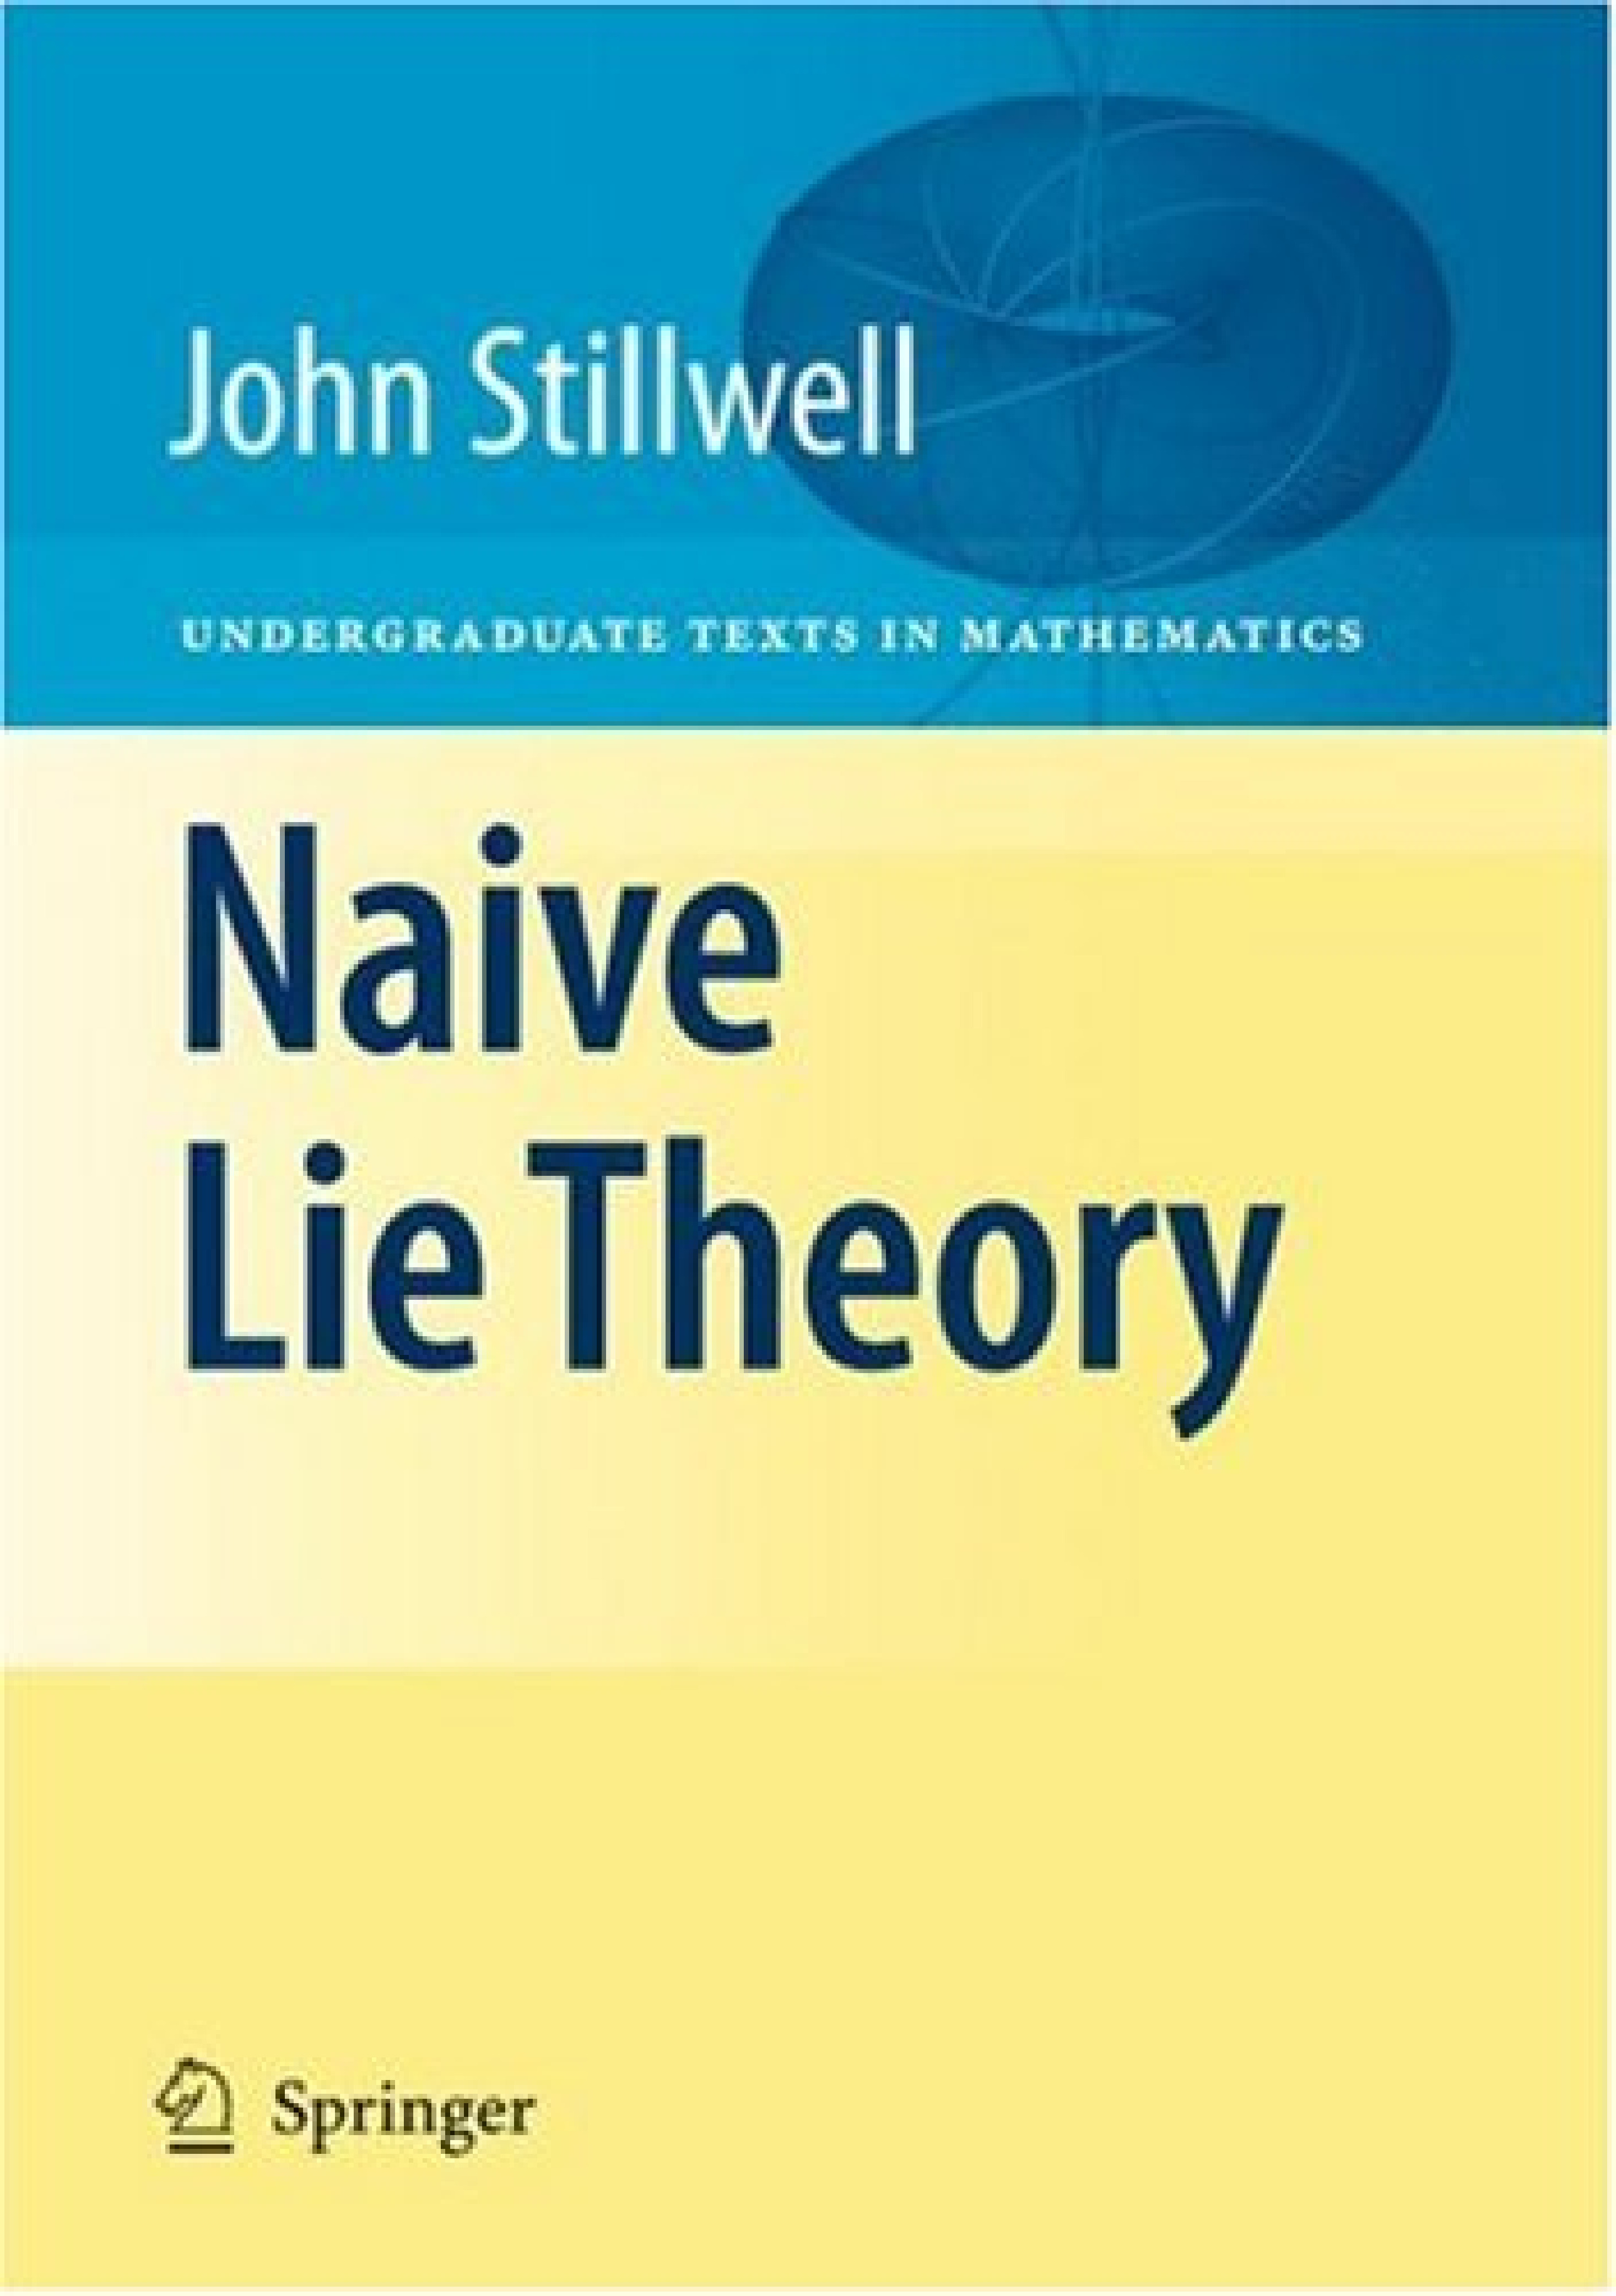 John Stillwell
UNDERGRADUATE TEXTS IN MATHEMATICS
Naive
Lie Theory
Springer